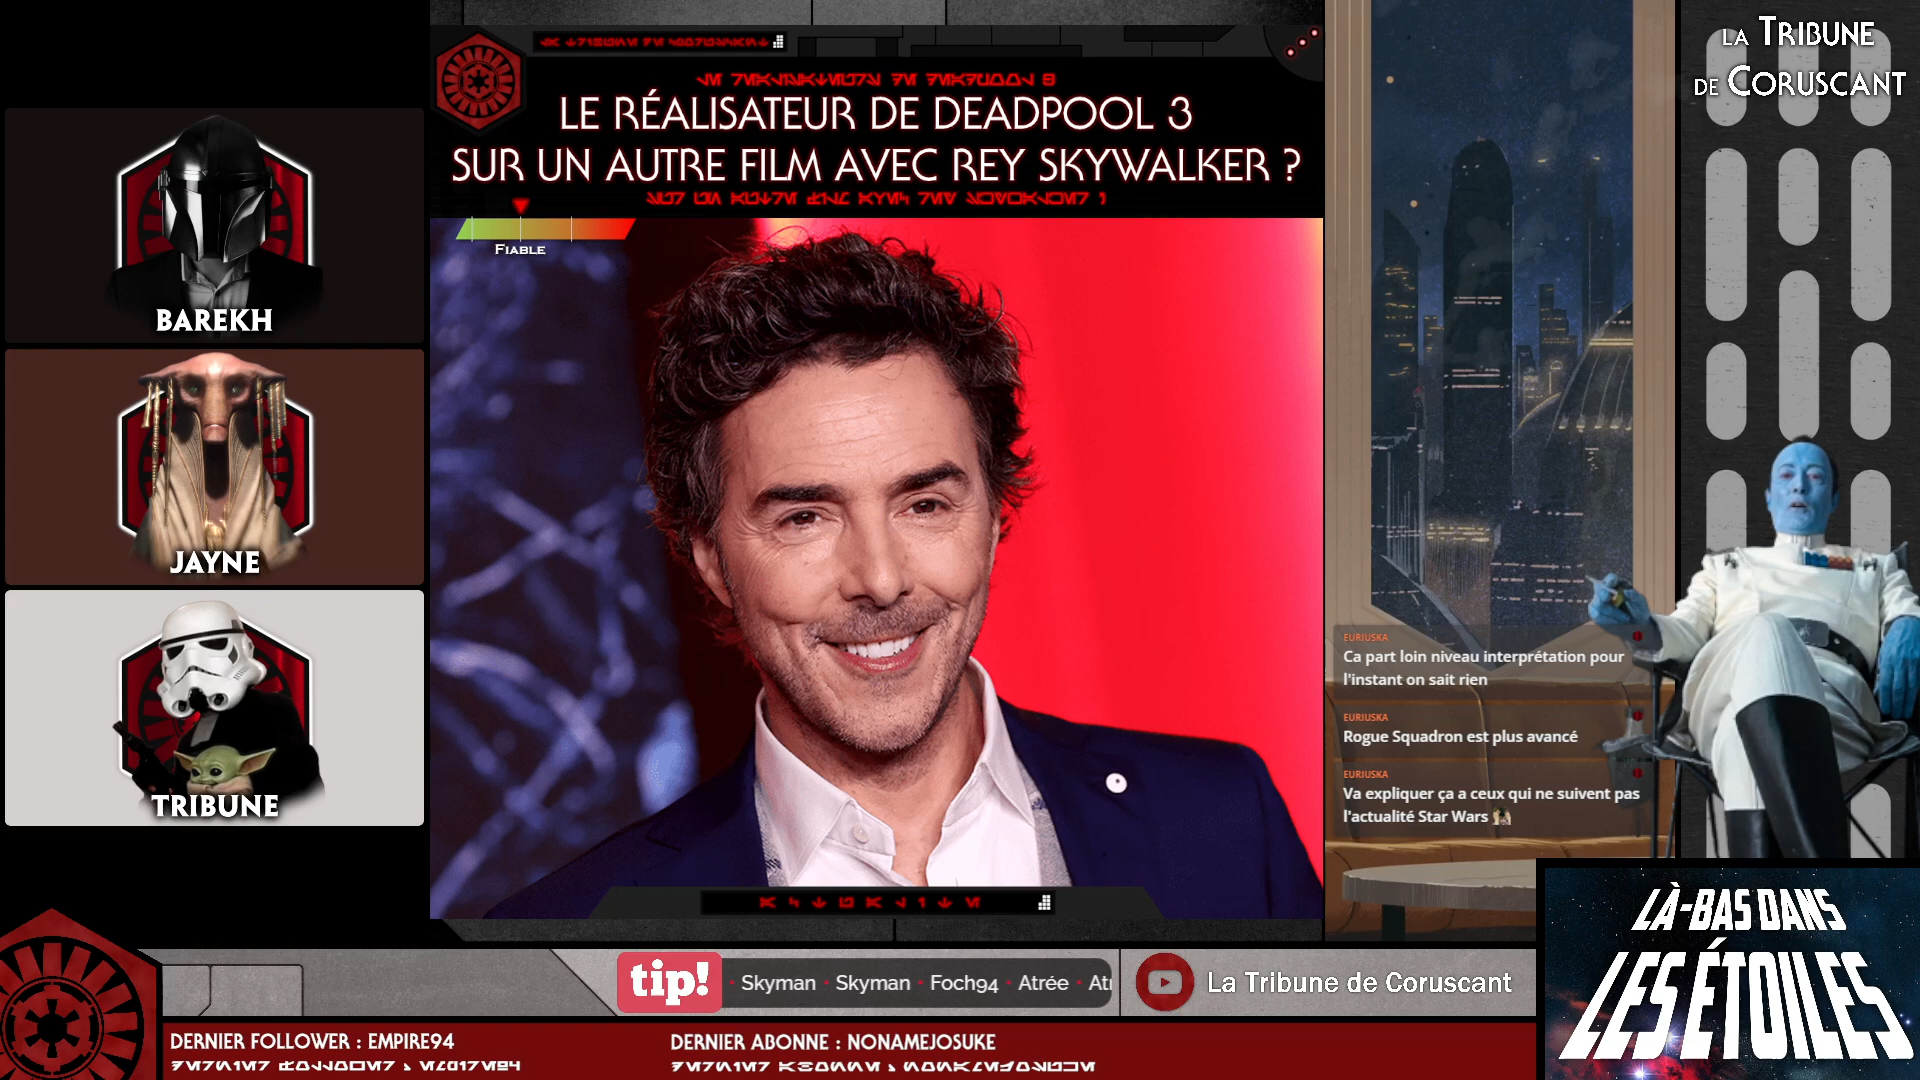 LE RÉALISATEUR DE DEADPOOL 3
SUR UN AUTRE FILM AVEC REY SKYWALKER ?
FIABLE
BAREKH
JAYNE
TRIBUNE
LA TRIBUNE
DE CORUSCANT
EURIUSKA
Ca part loin niveau interprétation pour
l'instant on sait rien
EURIUSKA
Rogue Squadron est plus avancé
EURIUSKA
Va expliquer ça a ceux qui ne suivent pas
l'actualité Star Wars
LÀ-BAS DANS
LES ÉTOILES
tip!
Skyman · Skyman · Foch94 · Atrée
La Tribune de Coruscant
DERNIER FOLLOWER : EMPIRE94
DERNIER ABONNE : NONAMEJOSUKE